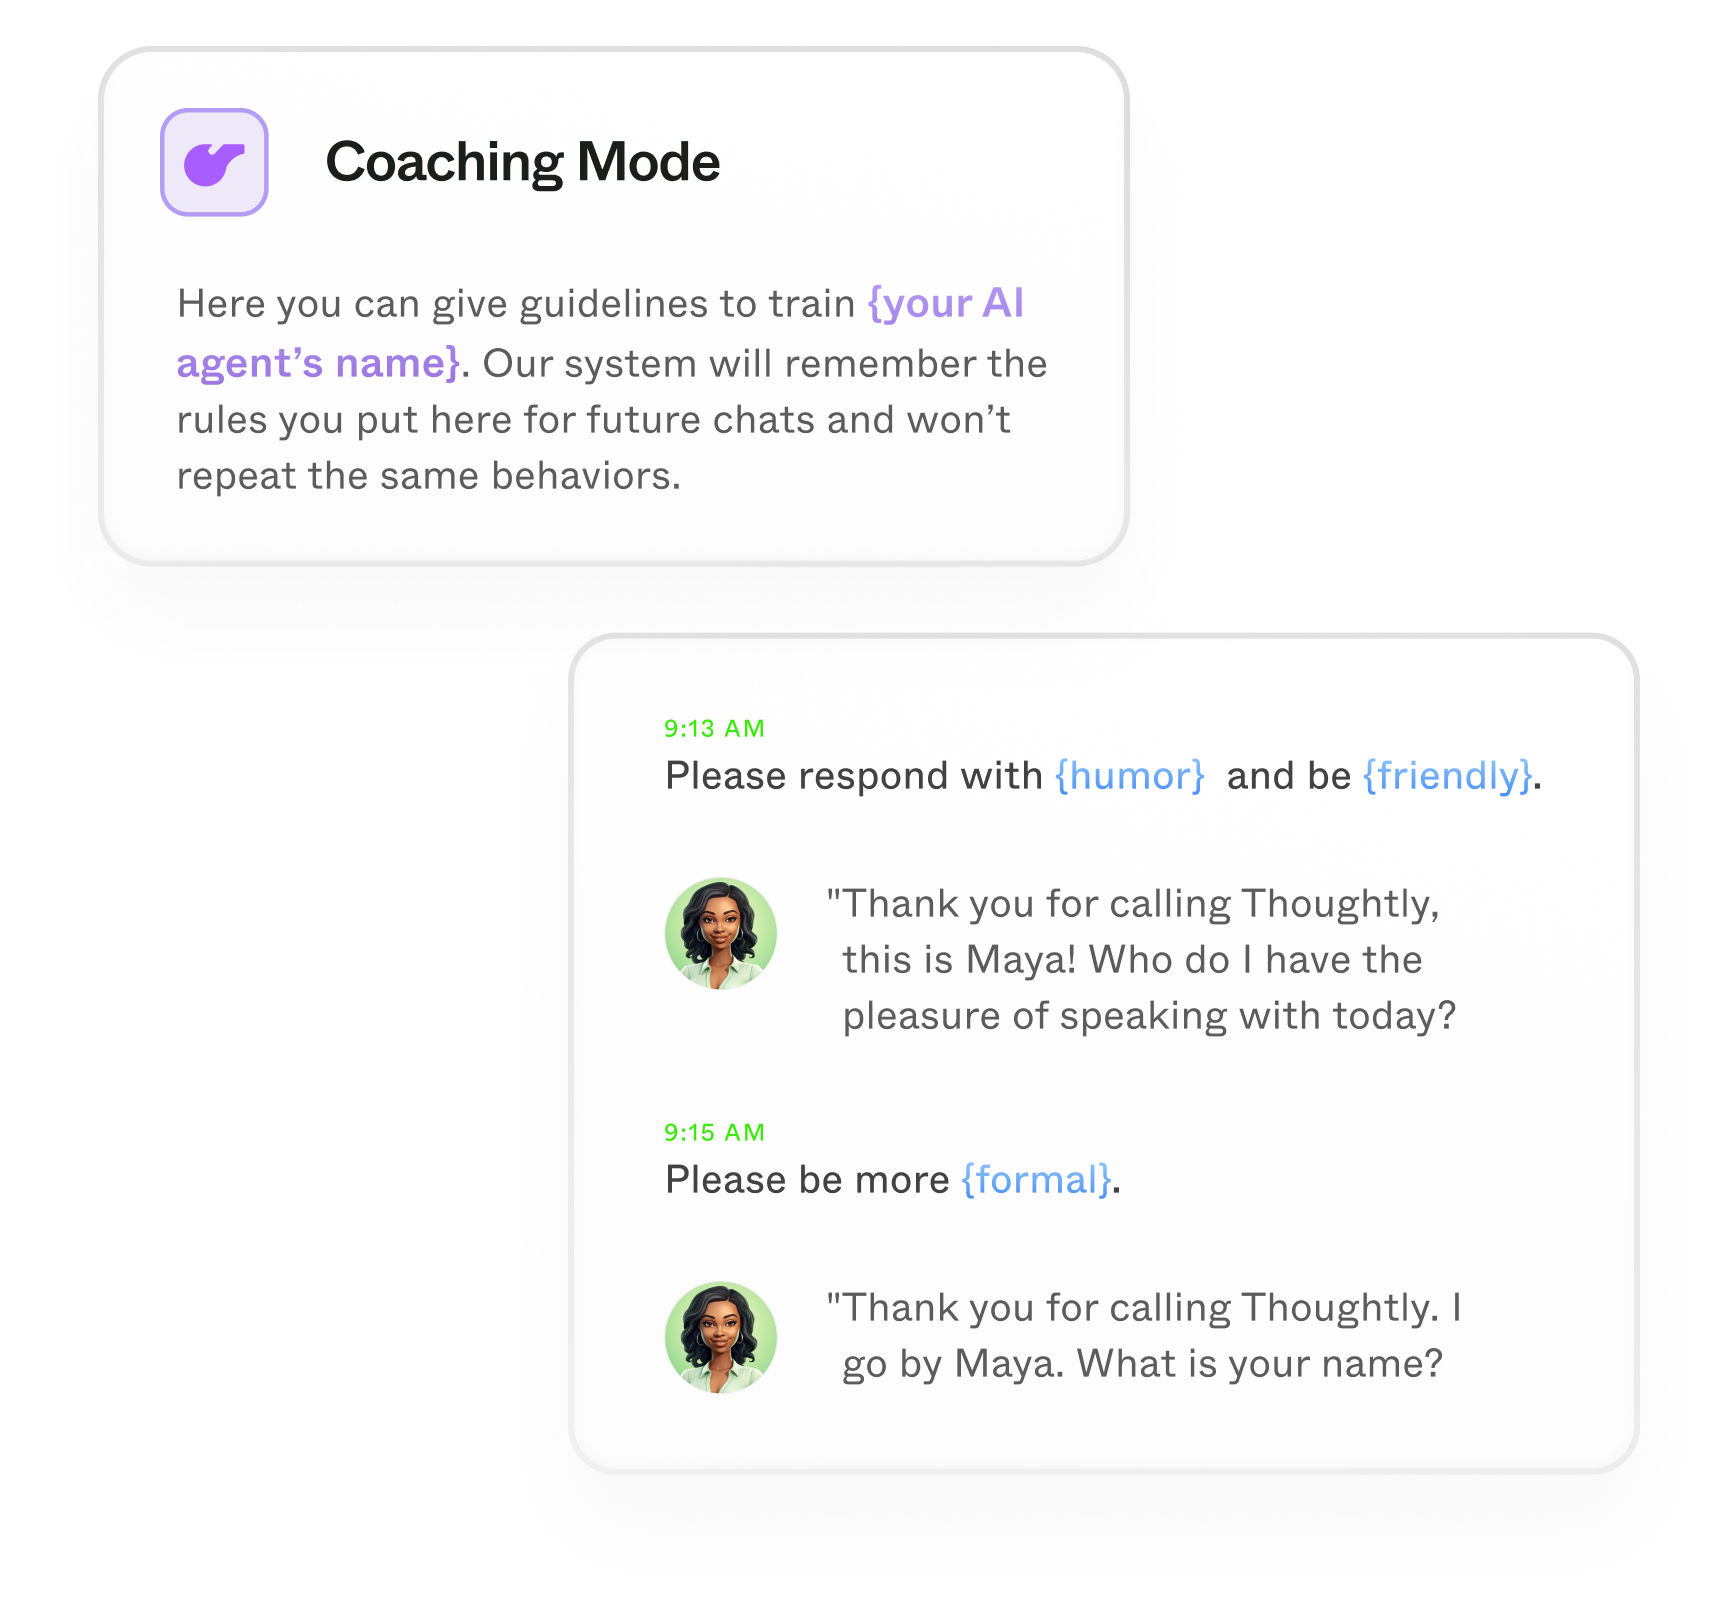 Coaching Mode
Here you can give guidelines to train {your AI
agent’s name}. Our system will remember the
rules you put here for future chats and won’t
repeat the same behaviors.
9:13 AM
Please respond with {humor}  and be {friendly}.
"Thank you for calling Thoughtly,
this is Maya! Who do I have the
pleasure of speaking with today?
9:15 AM
Please be more {formal}.
"Thank you for calling Thoughtly. I
go by Maya. What is your name?